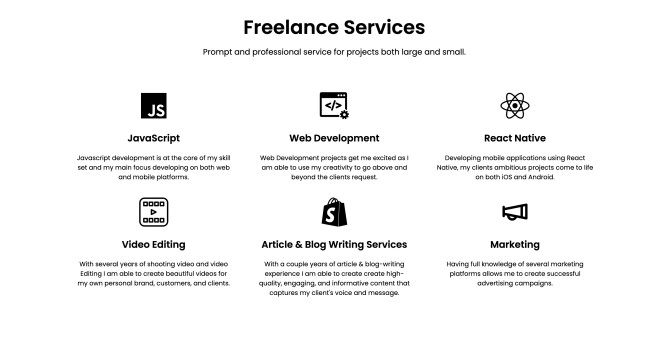 Freelance Services
Prompt and professional service for projects both large and small.
JS
JavaScript
Javascript development is at the core of my skill
set and my main focus developing on both web
and mobile platforms.
</>
Web Development
Web Development projects get me excited as I
am able to use my creativity to go above and
beyond the clients request.
React Native
Developing mobile applications using React
Native, my clients ambitious projects come to life
on both iOS and Android.
Video Editing
With several years of shooting video and video
Editing I am able to create beautiful videos for
my own personal brand, customers, and clients.
S
Article & Blog Writing Services
With a couple years of article & blog-writing
experience I am able to create create high-
quality, engaging, and informative content that
captures my client's voice and message.
Marketing
Having full knowledge of several marketing
platforms allows me to create successful
advertising campaigns.